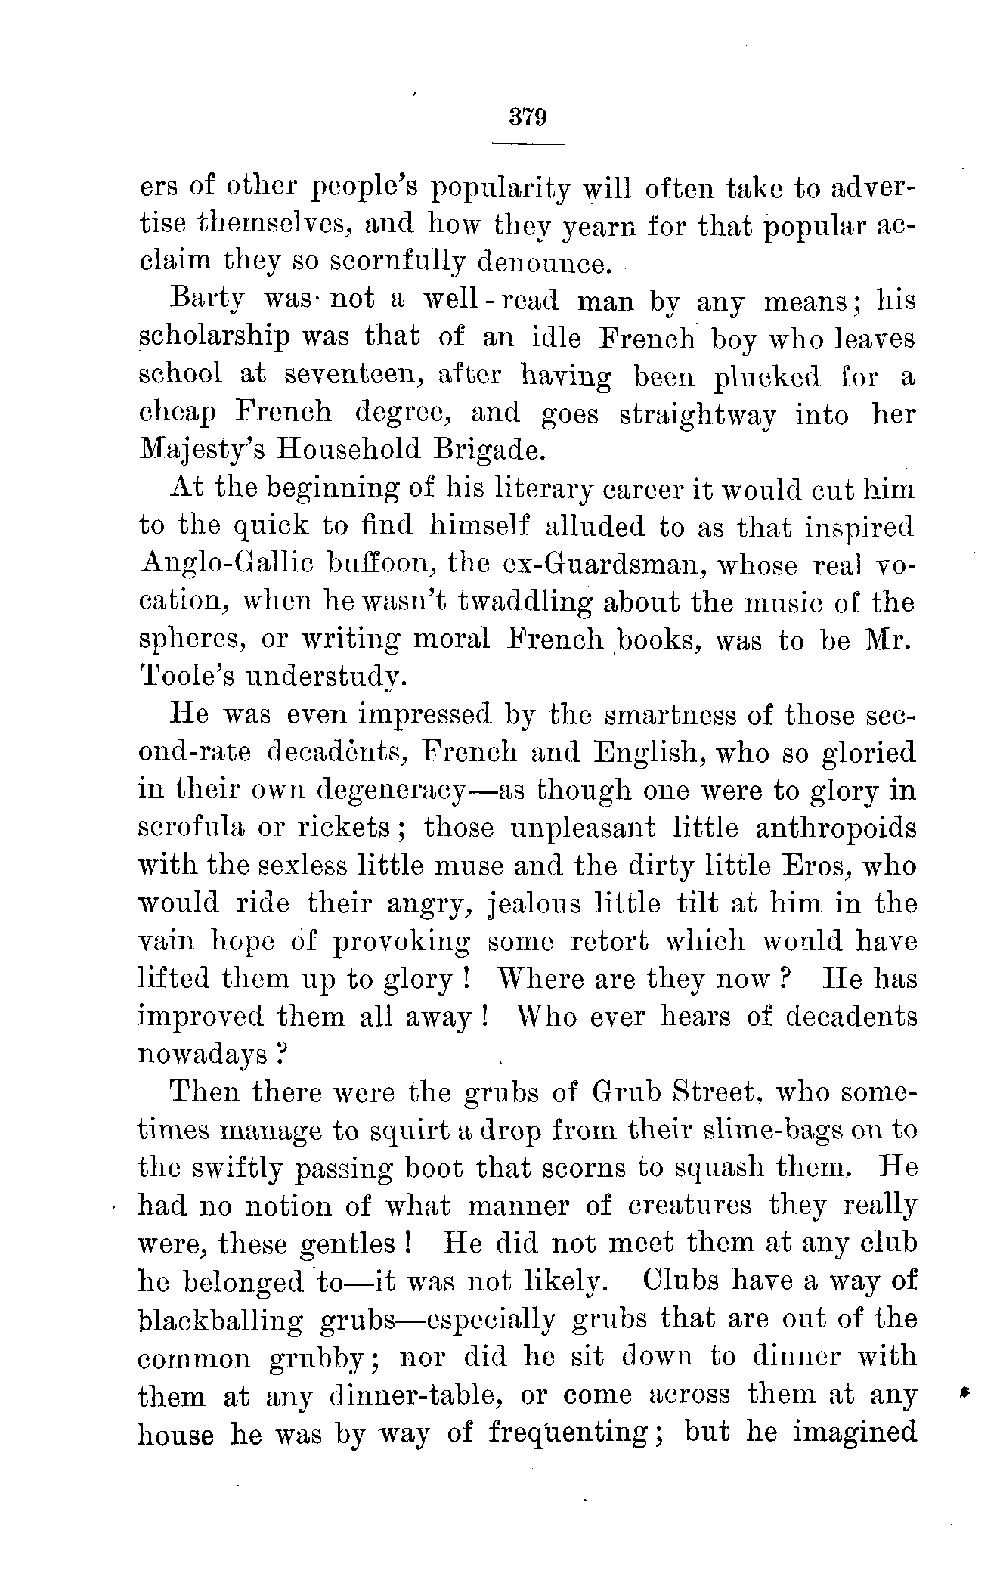 379
ers of other people's popularity will often take to adver-
tise themselves, and how they yearn for that popular ac-
claim they so scornfully denounce.
Barty was not a well-read man by any means; his
scholarship was that of an idle French boy who leaves
school at seventeen, after having been plucked for a
cheap French degree, and goes straightway into her
Majesty's Household Brigade.
At the beginning of his literary career it would cut him
to the quick to find himself alluded to as that inspired
Anglo-Gallic buffoon, the ex-Guardsman, whose real vo-
cation, when he wasn't twaddling about the music of the
spheres, or writing moral French books, was to be Mr.
Toole's understudy.
He was even impressed by the smartness of those sec-
ond-rate decadents, French and English, who so gloried
in their own degeneracy—as though one were to glory in
scrofula or rickets; those unpleasant little anthropoids
with the sexless little muse and the dirty little Eros, who
would ride their angry, jealous little tilt at him in the
vain hope of provoking some retort which would have
lifted them up to glory! Where are they now? He has
improved them all away! Who ever hears of decadents
nowadays?
Then there were the grubs of Grub Street, who some-
times manage to squirt a drop from their slime-bags on to
the swiftly passing boot that scorns to squash them. He
had no notion of what manner of creatures they really
were, these gentles! He did not meet them at any club
he belonged to—it was not likely. Clubs have a way of
blackballing grubs—especially grubs that are out of the
common grubby; nor did he sit down to dinner with
them at any dinner-table, or come across them at any
house he was by way of frequenting; but he imagined